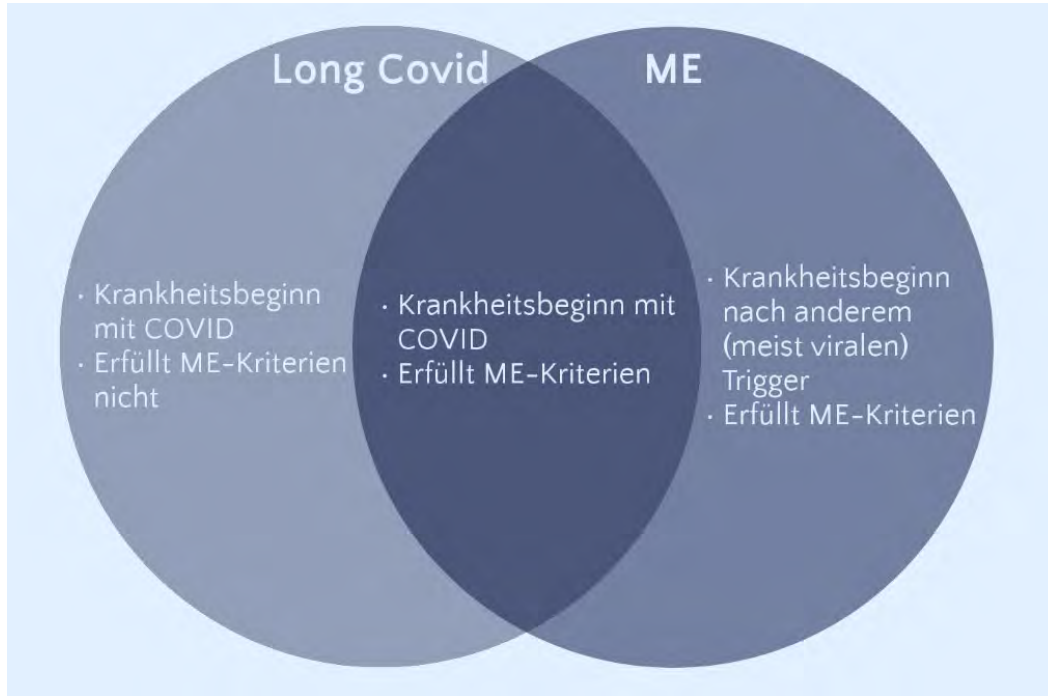 Long Covid
ME
· Krankheitsbeginn
mit COVID
· Erfüllt ME-Kriterien
nicht
· Krankheitsbeginn mit
COVID
· Erfüllt ME-Kriterien
· Krankheitsbeginn
nach anderem
(meist viralen)
Trigger
· Erfüllt ME-Kriterien